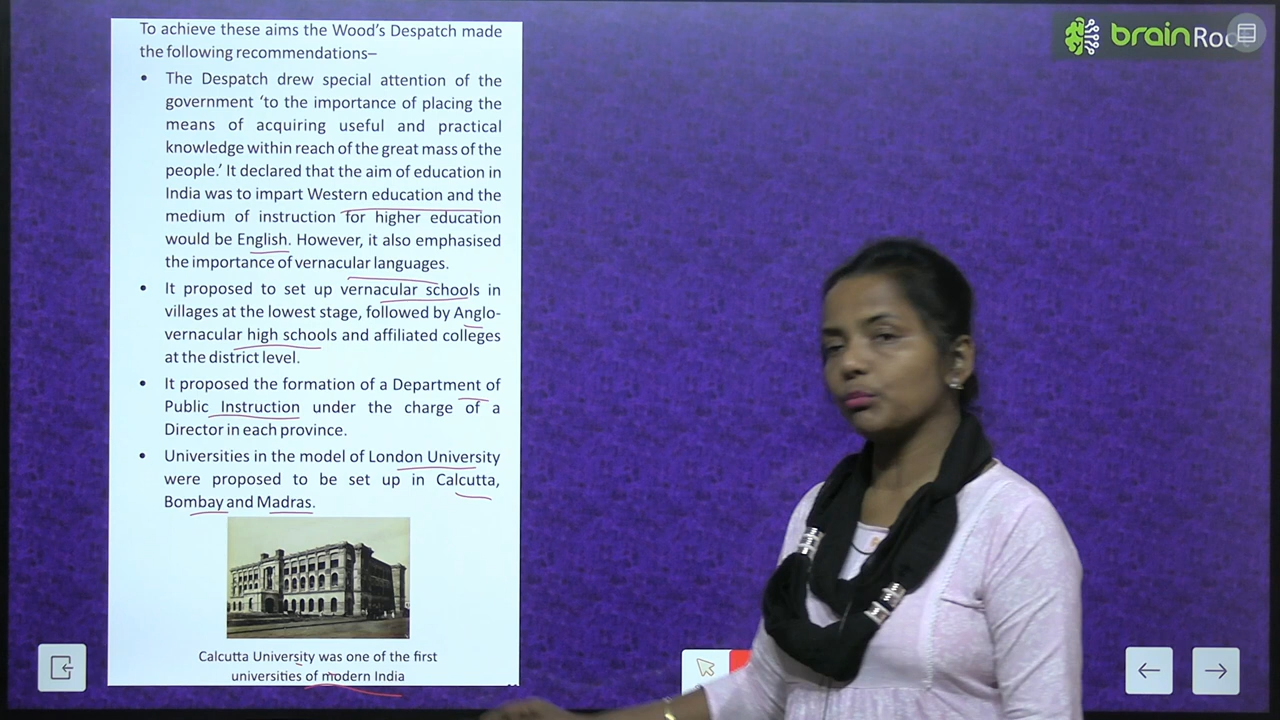 To achieve these aims the Wood's Despatch made
the following recommendations–
• The Despatch drew special attention of the
government 'to the importance of placing the
means of acquiring useful and practical
knowledge within reach of the great mass of the
people.' It declared that the aim of education in
India was to impart Western education and the
medium of instruction for higher education
would be English. However, it also emphasised
the importance of vernacular languages.
• It proposed to set up vernacular schools in
villages at the lowest stage, followed by Anglo-
vernacular high schools and affiliated colleges
at the district level.
• It proposed the formation of a Department of
Public Instruction under the charge of a
Director in each province.
• Universities in the model of London University
were proposed to be set up in Calcutta,
Bombay and Madras.
Calcutta University was one of the first
universities of modern India
brain